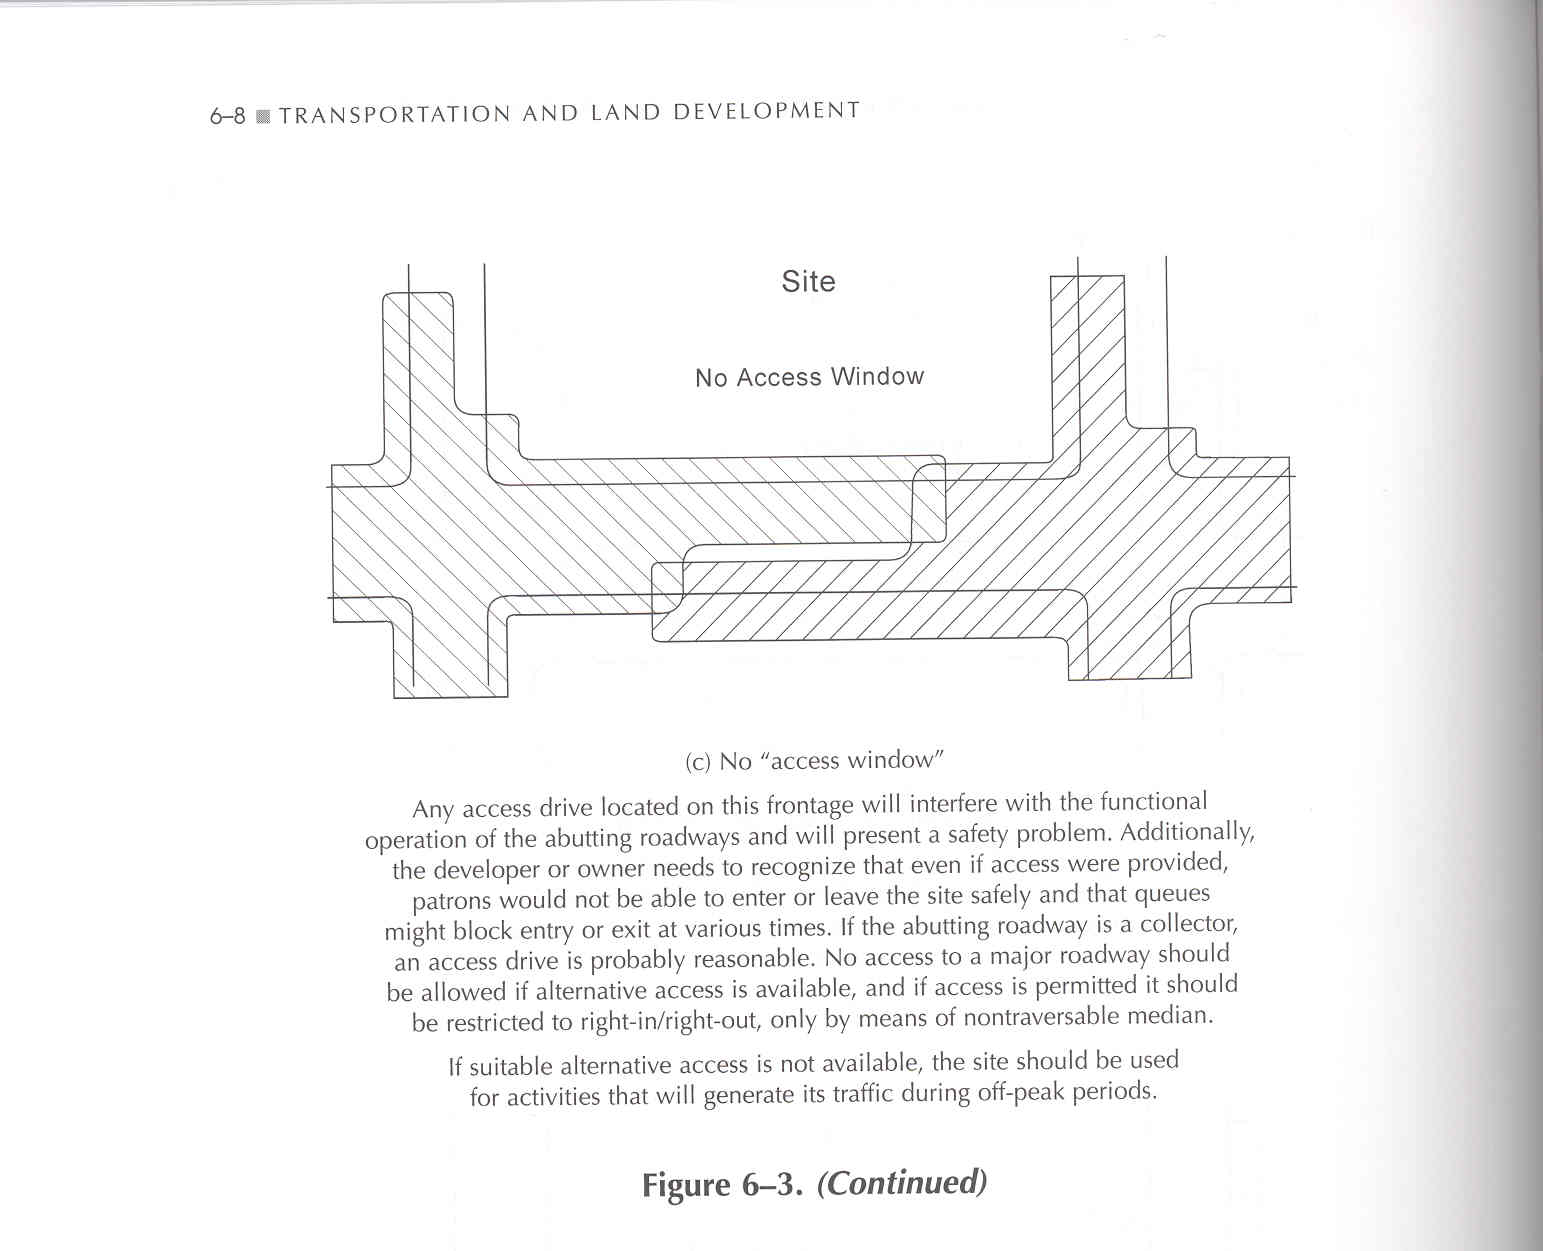 6–8 ▩ TRANSPORTATION AND LAND DEVELOPMENT
Site
No Access Window
(c) No “access window”
Any access drive located on this frontage will interfere with the functional
operation of the abutting roadways and will present a safety problem. Additionally,
the developer or owner needs to recognize that even if access were provided,
patrons would not be able to enter or leave the site safely and that queues
might block entry or exit at various times. If the abutting roadway is a collector,
an access drive is probably reasonable. No access to a major roadway should
be allowed if alternative access is available, and if access is permitted it should
be restricted to right-in/right-out, only by means of nontraversable median.
If suitable alternative access is not available, the site should be used
for activities that will generate its traffic during off-peak periods.
Figure 6–3. (Continued)